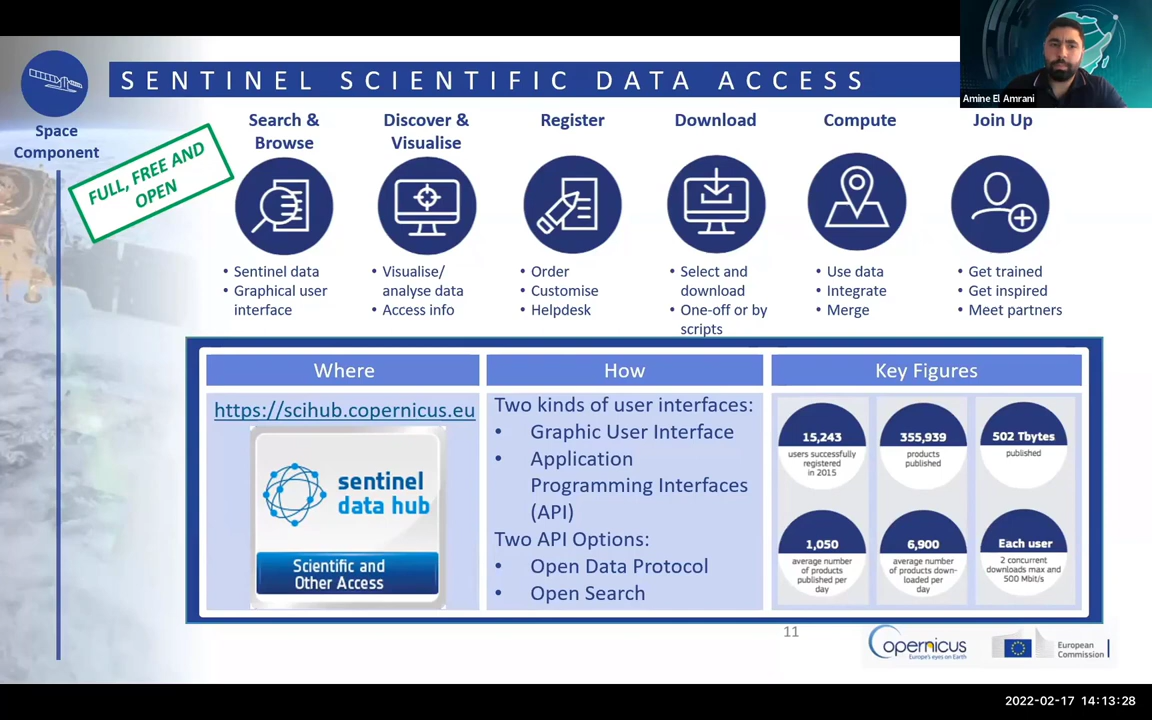 SENTINEL SCIENTIFIC DATA ACCESS
Amine El Amrani
Space
Component
FULL, FREE AND
OPEN
Search &
Browse
Discover &
Visualise
Register
Download
Compute
Join Up
• Sentinel data
• Graphical user
interface
• Visualise/
analyse data
• Access info
• Order
• Customise
• Helpdesk
• Select and
download
• One-off or by
scripts
• Use data
• Integrate
• Merge
• Get trained
• Get inspired
• Meet partners
Where
https://scihub.copernicus.eu
sentinel
data hub
Scientific and
Other Access
How
Two kinds of user interfaces:
• Graphic User Interface
• Application
Programming Interfaces
(API)
Two API Options:
• Open Data Protocol
• Open Search
Key Figures
15,243
users successfully
registered
in 2015
355,939
products
published
502 Tbytes
published
1,050
average number
of products
published per
day
6,900
average number
of products down-
loaded per
day
Each user
2 concurrent
downloads max and
500 Mbit/s
11
opernicus
Europe's eyes on Earth
European
Commission
2022-02-17 14:13:28